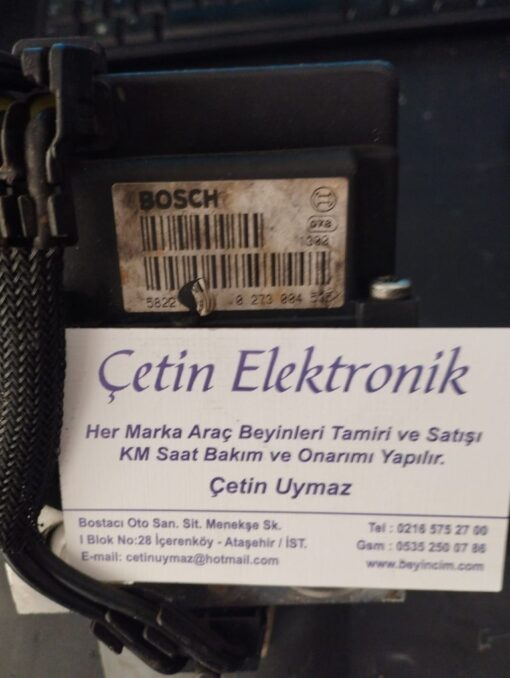 BOSCH
078
1300
5822
0 273 004
Çetin Elektronik
Her Marka Araç Beyinleri Tamiri ve Satışı
KM Saat Bakım ve Onarımı Yapılır.
Çetin Uymaz
Bostacı Oto San. Sit. Menekşe Sk.
I Blok No:28 İçerenköy - Ataşehir / İST.
E-mail: cetinuymaz@hotmail.com
Tel : 0216 575 27 00
Gsm : 0535 250 07 86
www.beyincim.com